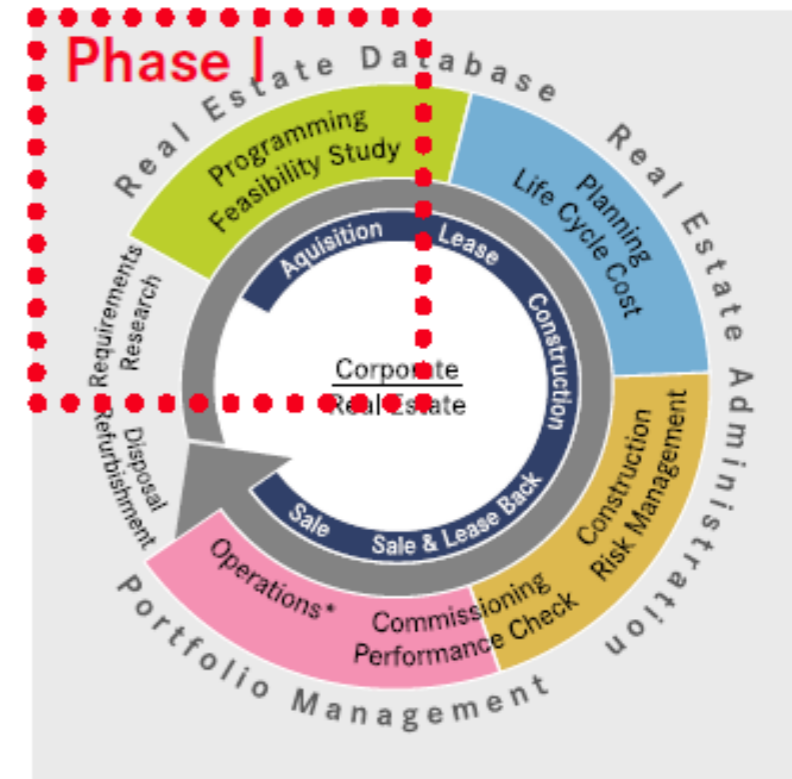 Phase I
Real Estate Database
Real Estate Administration
Portfolio Management
Programming
Feasibility Study
Planning
Life Cycle Cost
Construction
Risk Management
Commissioning
Performance Check
Operations*
Disposal
Refurbishment
Requirements
Research
Aquisition
Lease
Construction
Sale & Lease Back
Sale
Corporate
Real Estate